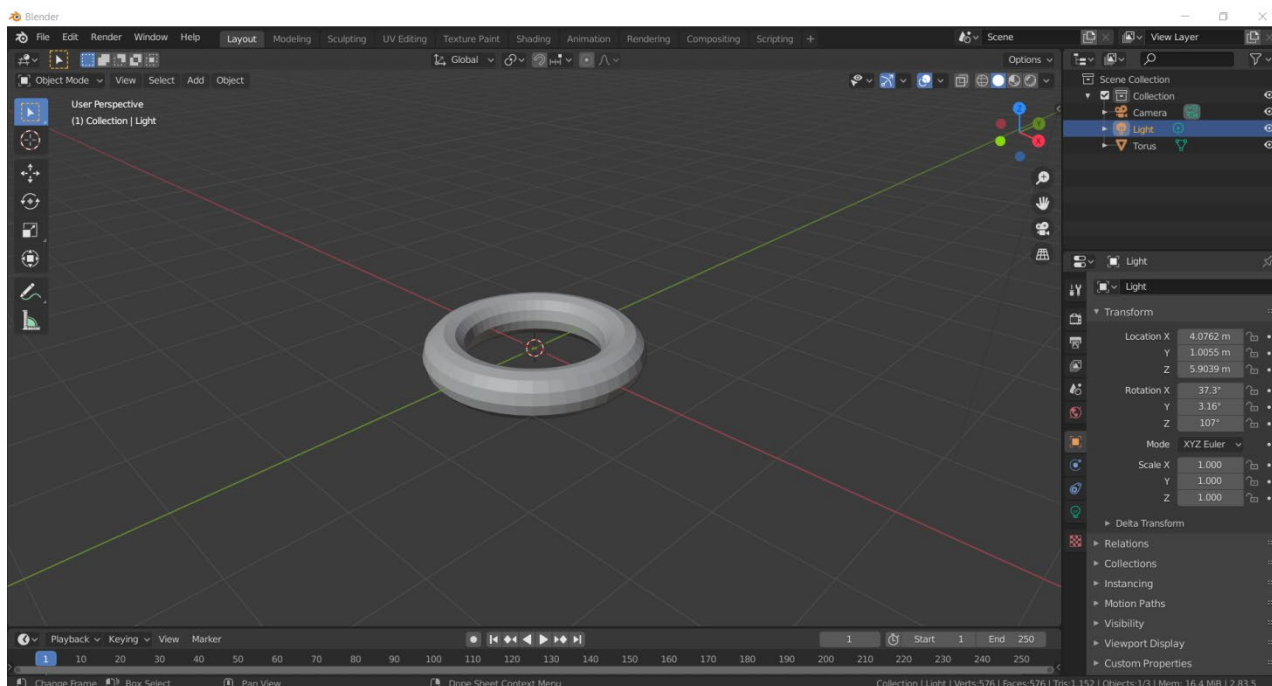 Blender
File Edit Render Window Help Layout Modeling Sculpting UV Editing Texture Paint Shading Animation Rendering Compositing Scripting + Scene View Layer
Global Options
Object Mode View Select Add Object
User Perspective
(1) Collection | Light
Z
Y
X
Scene Collection
Collection
Camera
Light
Torus
Light
Light
Transform
Location X 4.0762 m
Y 1.0055 m
Z 5.9039 m
Rotation X 37.3°
Y 3.16°
Z 107°
Mode XYZ Euler
Scale X 1.000
Y 1.000
Z 1.000
Delta Transform
Relations
Collections
Instancing
Motion Paths
Visibility
Viewport Display
Custom Properties
Playback Keying View Marker 1 Start 1 End 250
1 10 20 30 40 50 60 70 80 90 100 110 120 130 140 150 160 170 180 190 200 210 220 230 240 250
Change Frame Box Select Pan View Dope Sheet Context Menu Collection | Light | Verts:576 | Faces:576 | Tris:1,152 | Objects:1/3 | Mem: 16.4 MiB | 2.83.5